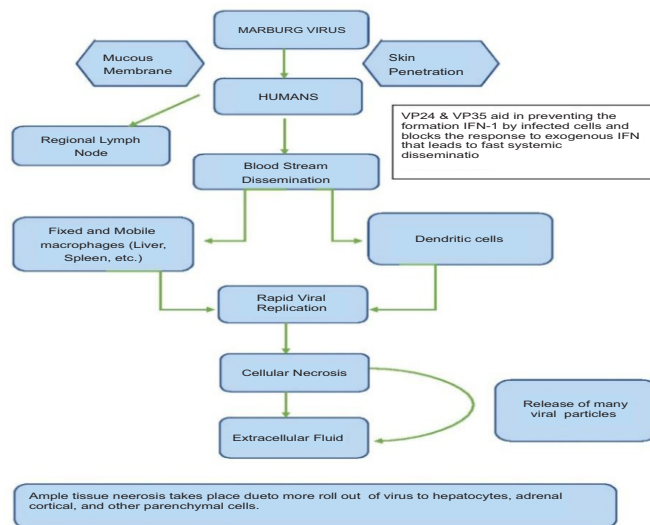 MARBURG VIRUS
Mucous
Membrane
Skin
Penetration
HUMANS
VP24 & VP35 aid in preventing the
formation IFN-1 by infected cells and
blocks the response to exogenous IFN
that leads to fast systemic
disseminatio
Regional Lymph
Node
Blood Stream
Dissemination
Fixed and Mobile
macrophages (Liver,
Spleen, etc.)
Dendritic cells
Rapid Viral
Replication
Cellular Necrosis
Release of many
viral particles
Extracellular Fluid
Ample tissue neerosis takes place dueto more roll out of virus to hepatocytes, adrenal
cortical, and other parenchymal cells.